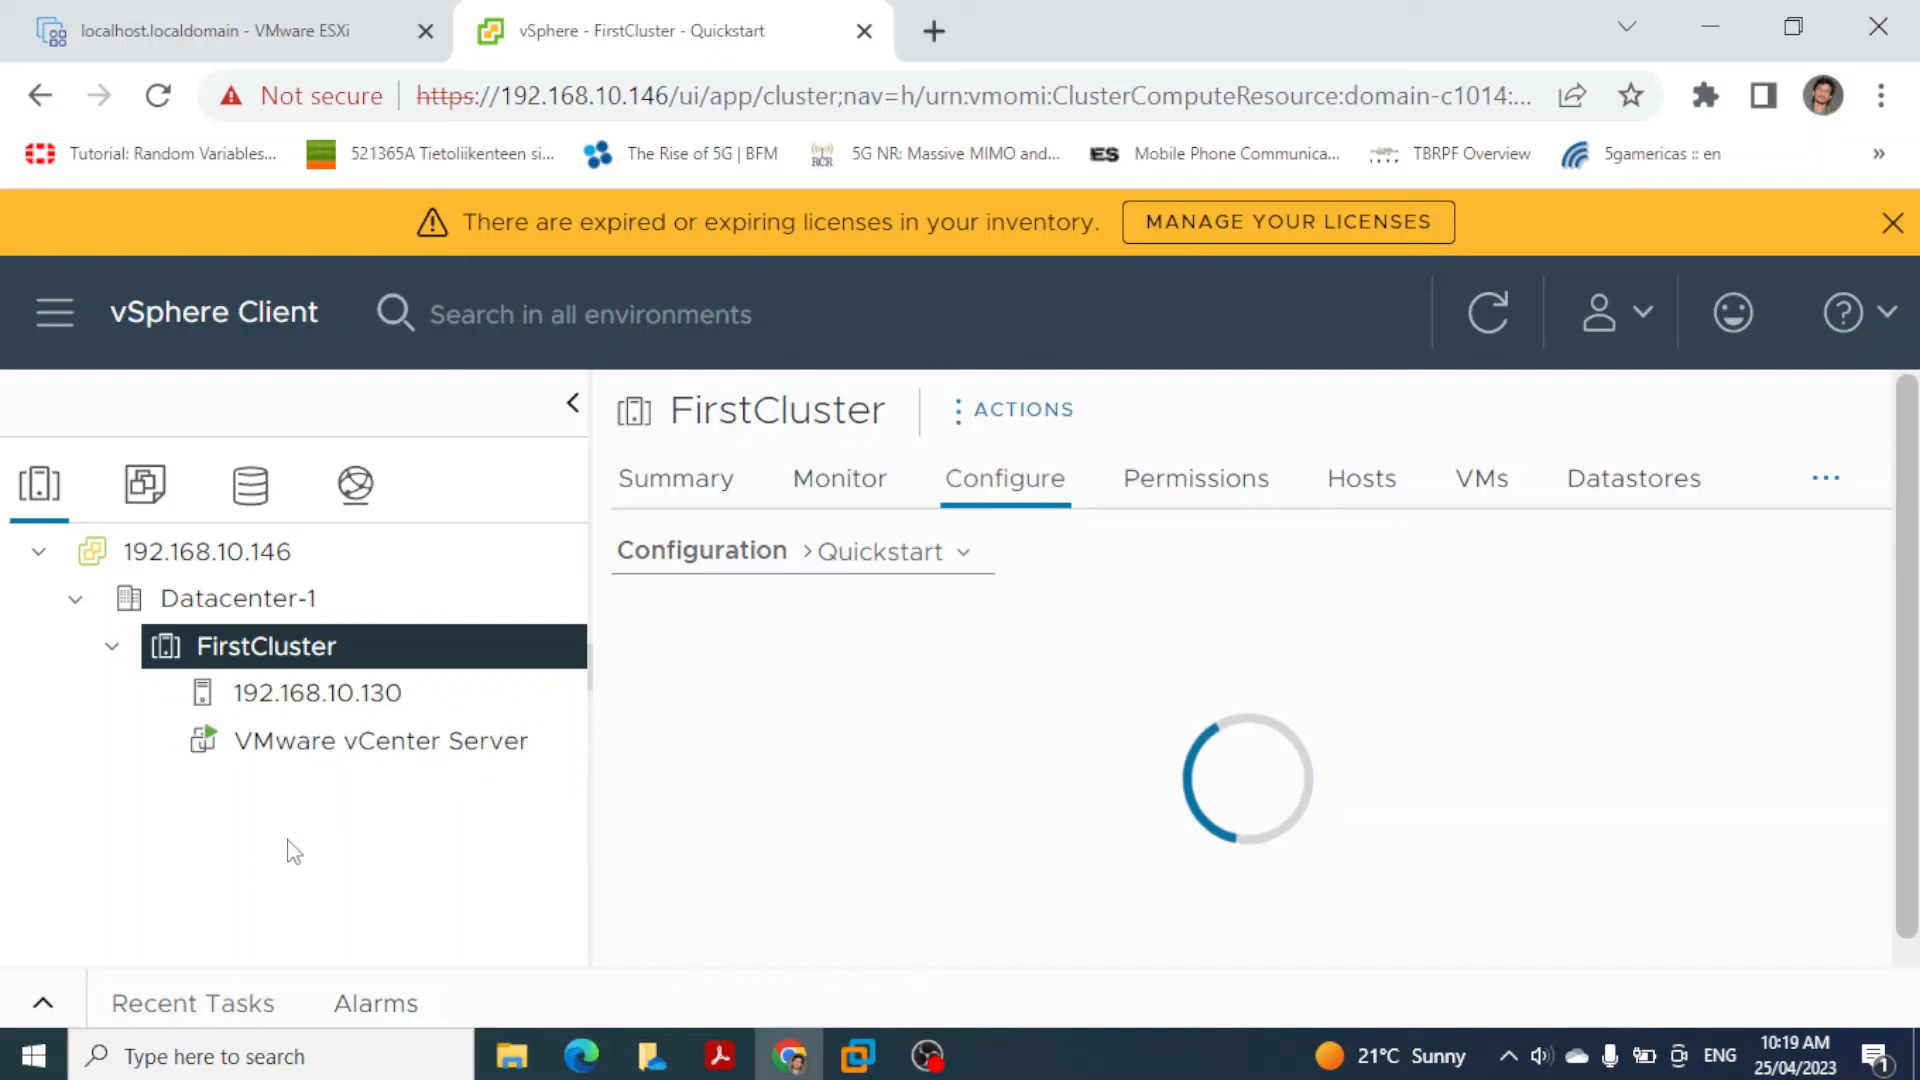 localhost.localdomain - VMware ESXi
vSphere - FirstCluster - Quickstart
Not secure
https://192.168.10.146/ui/app/cluster;nav=h/urn:vmomi:ClusterComputeResource:domain-c1014:...
Tutorial: Random Variables...
521365A Tietoliikenteen si...
The Rise of 5G | BFM
RCR
5G NR: Massive MIMO and...
ES
Mobile Phone Communica...
TBRPF Overview
5gamericas :: en
»
There are expired or expiring licenses in your inventory.
MANAGE YOUR LICENSES
vSphere Client
Search in all environments
FirstCluster
ACTIONS
Summary
Monitor
Configure
Permissions
Hosts
VMs
Datastores
...
Configuration > Quickstart
192.168.10.146
Datacenter-1
FirstCluster
192.168.10.130
VMware vCenter Server
Recent Tasks
Alarms
Type here to search
21°C Sunny
ENG
10:19 AM
25/04/2023
1